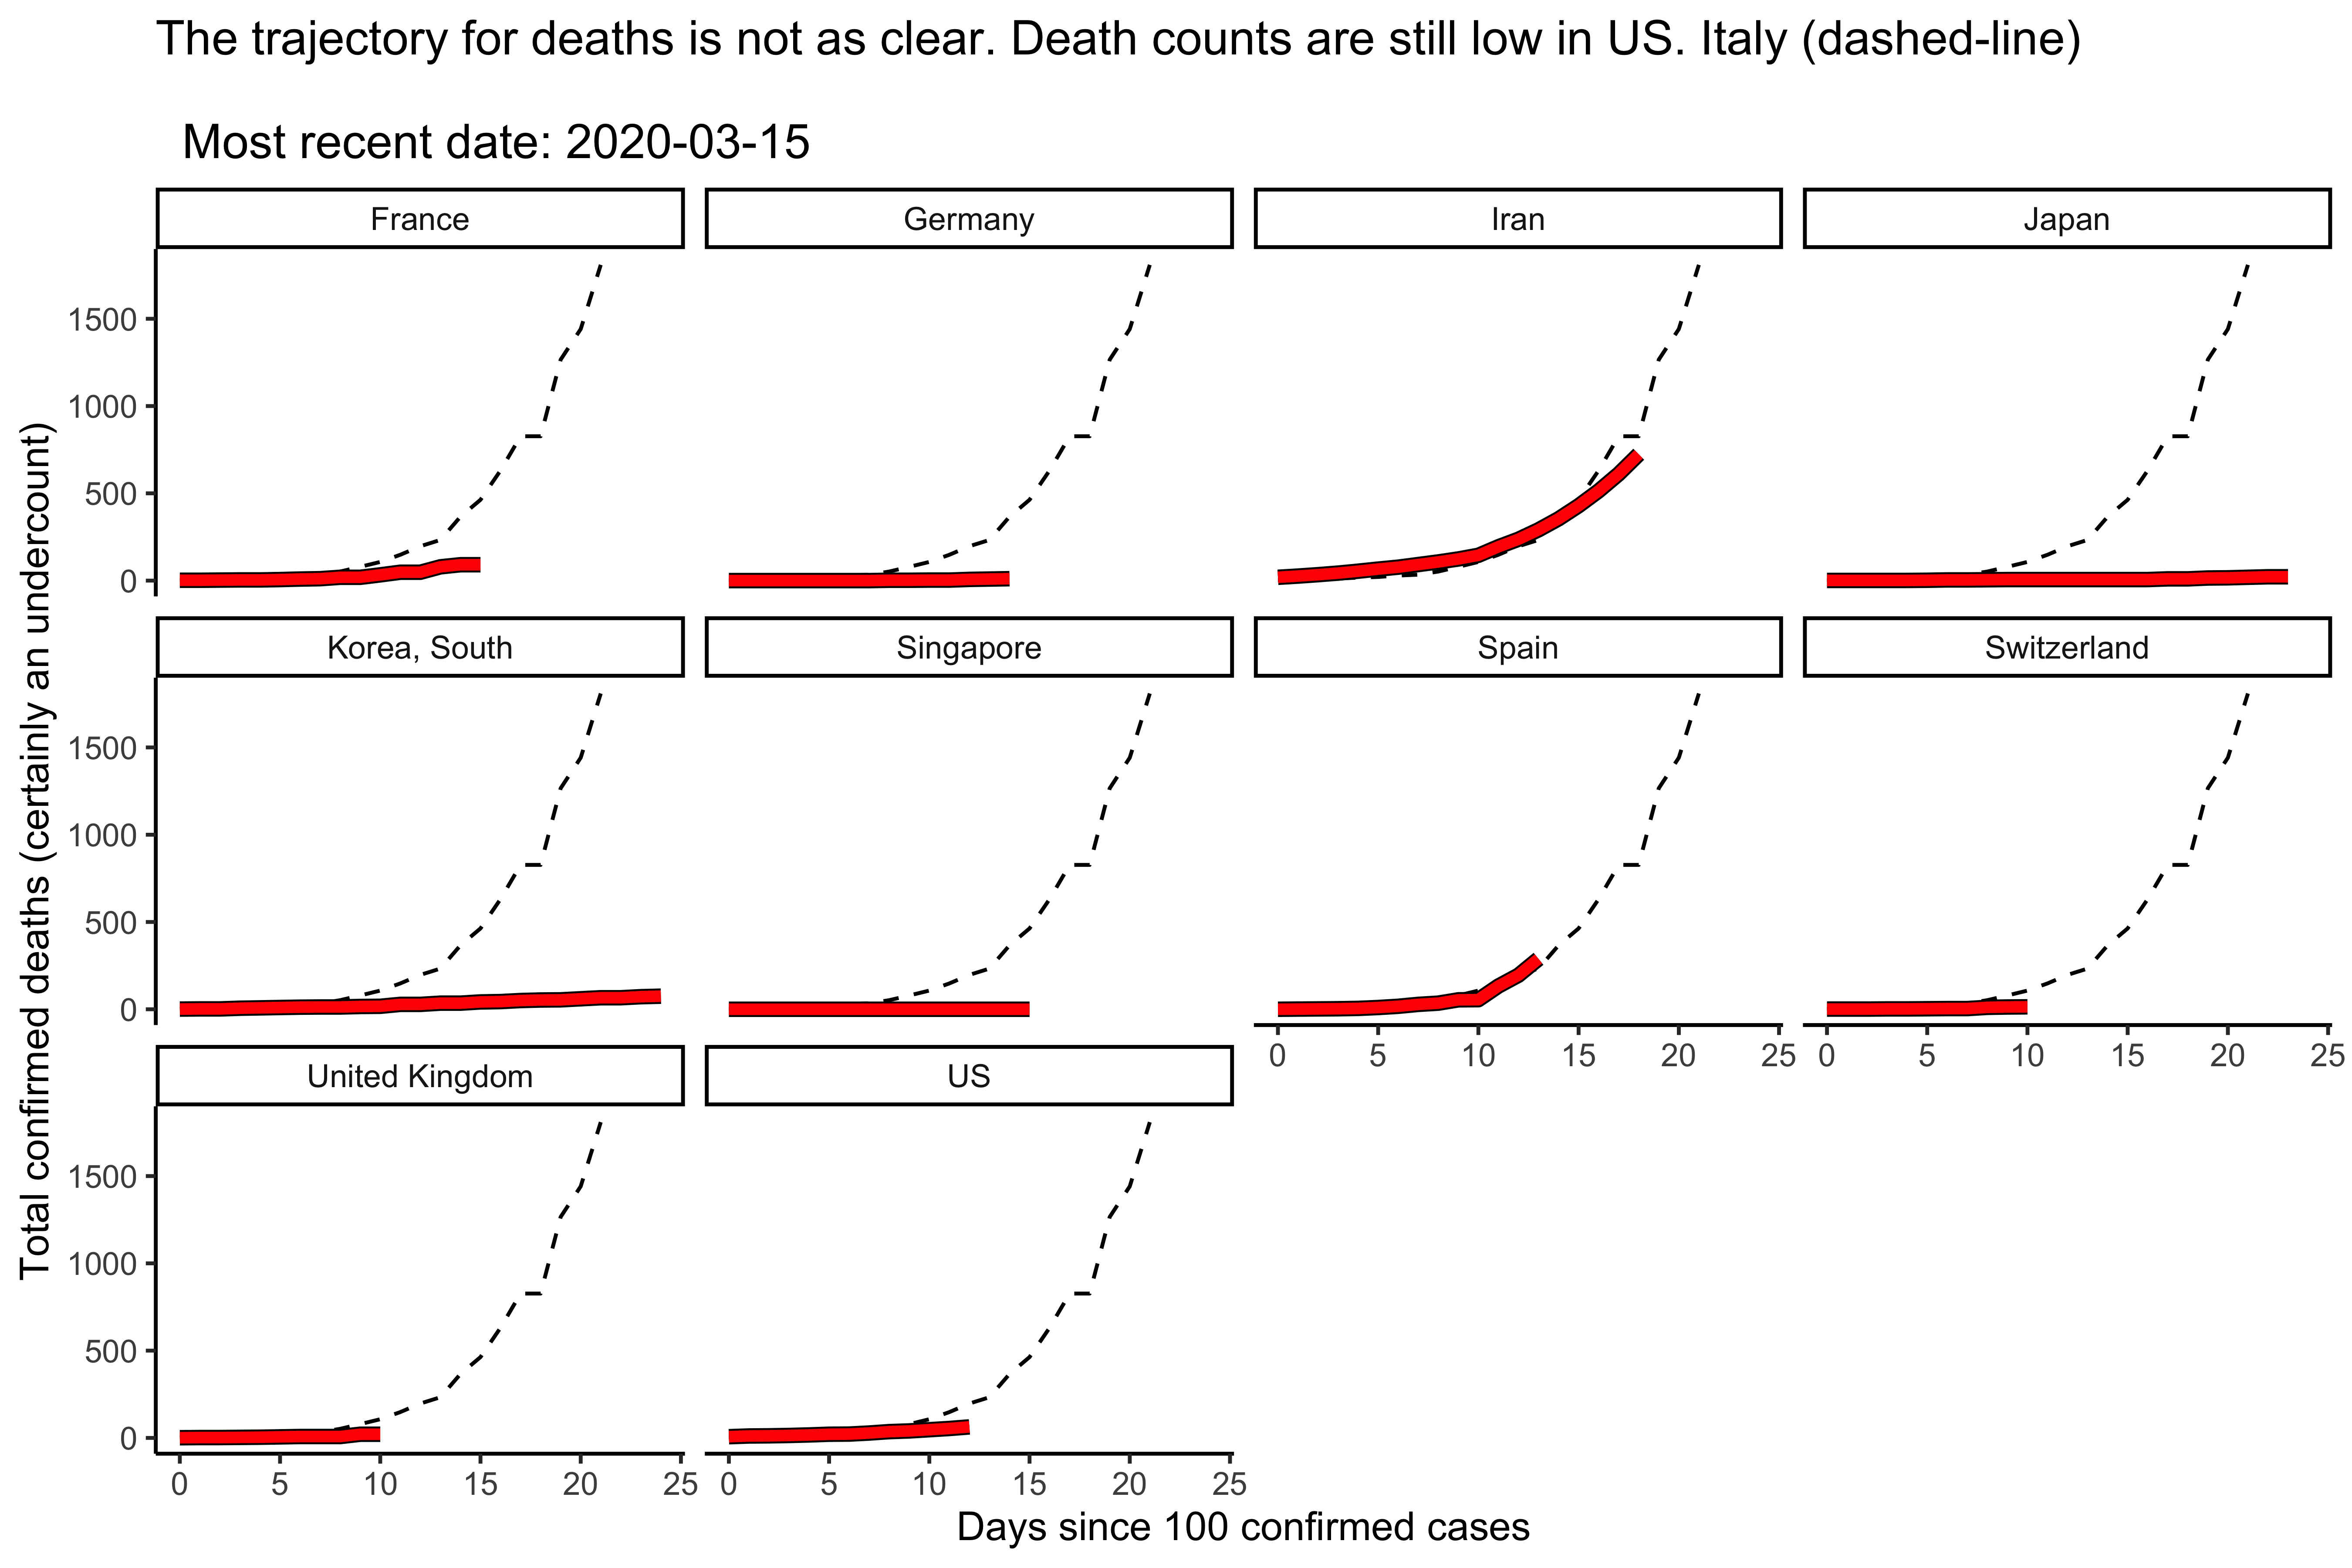 The trajectory for deaths is not as clear. Death counts are still low in US. Italy (dashed-line)
Most recent date: 2020-03-15
Total confirmed deaths (certainly an undercount)
France
Germany
Iran
Japan
1500
1000
500
0
Korea, South
Singapore
Spain
Switzerland
1500
1000
500
0
0 5 10 15 20 25
0 5 10 15 20 25
United Kingdom
US
1500
1000
500
0
0 5 10 15 20 25
0 5 10 15 20 25
Days since 100 confirmed cases